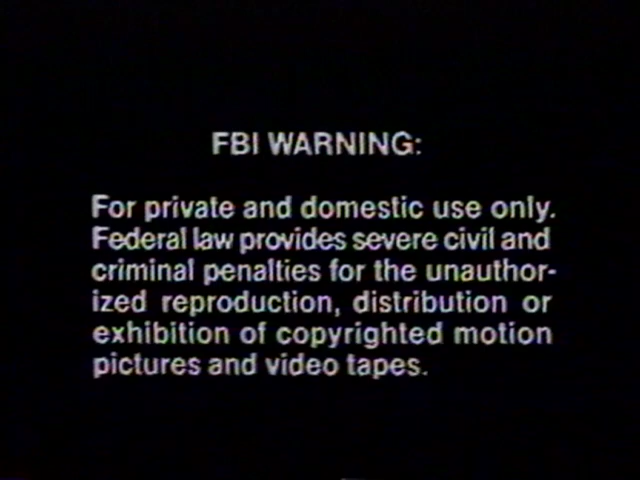 FBI WARNING:
For private and domestic use only.
Federal law provides severe civil and
criminal penalties for the unauthor-
ized reproduction, distribution or
exhibition of copyrighted motion
pictures and video tapes.